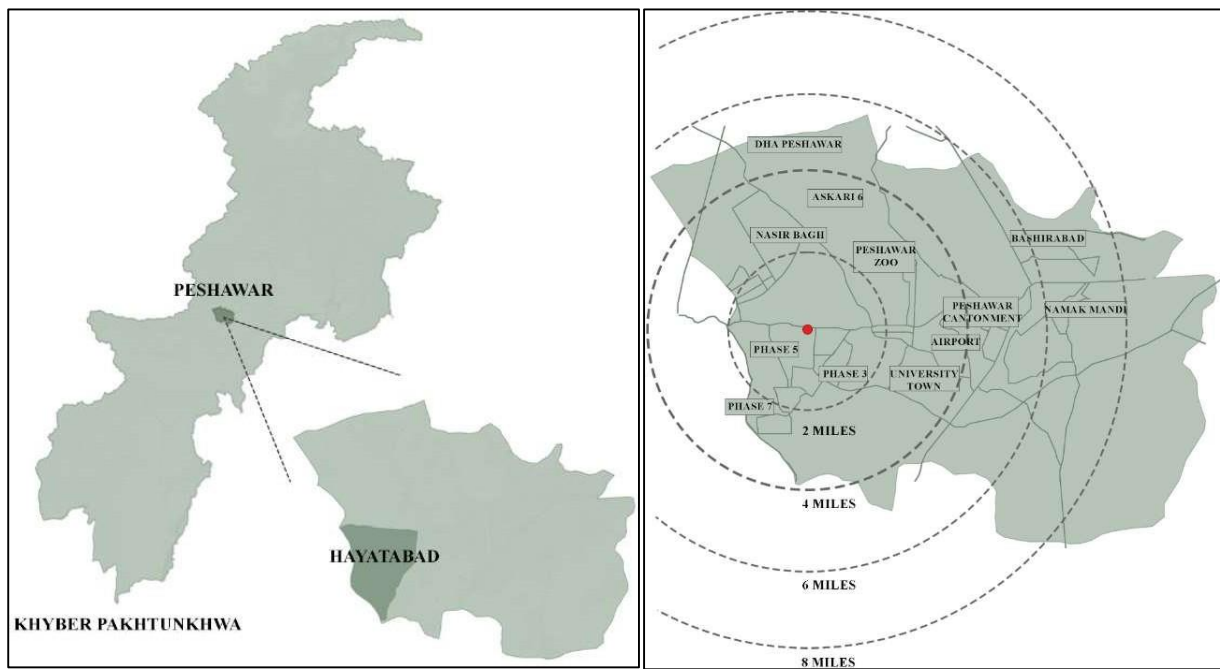 PESHAWAR
HAYATABAD
KHYBER PAKHTUNKHWA
DHA PESHAWAR
ASKARI 6
NASIR BAGH
PESHAWAR
ZOO
BASHIRABAD
PESHAWAR
CANTONMENT
NAMAK MANDI
AIRPORT
PHASE 5
PHASE 3
UNIVERSITY
TOWN
PHASE 7
2 MILES
4 MILES
6 MILES
8 MILES